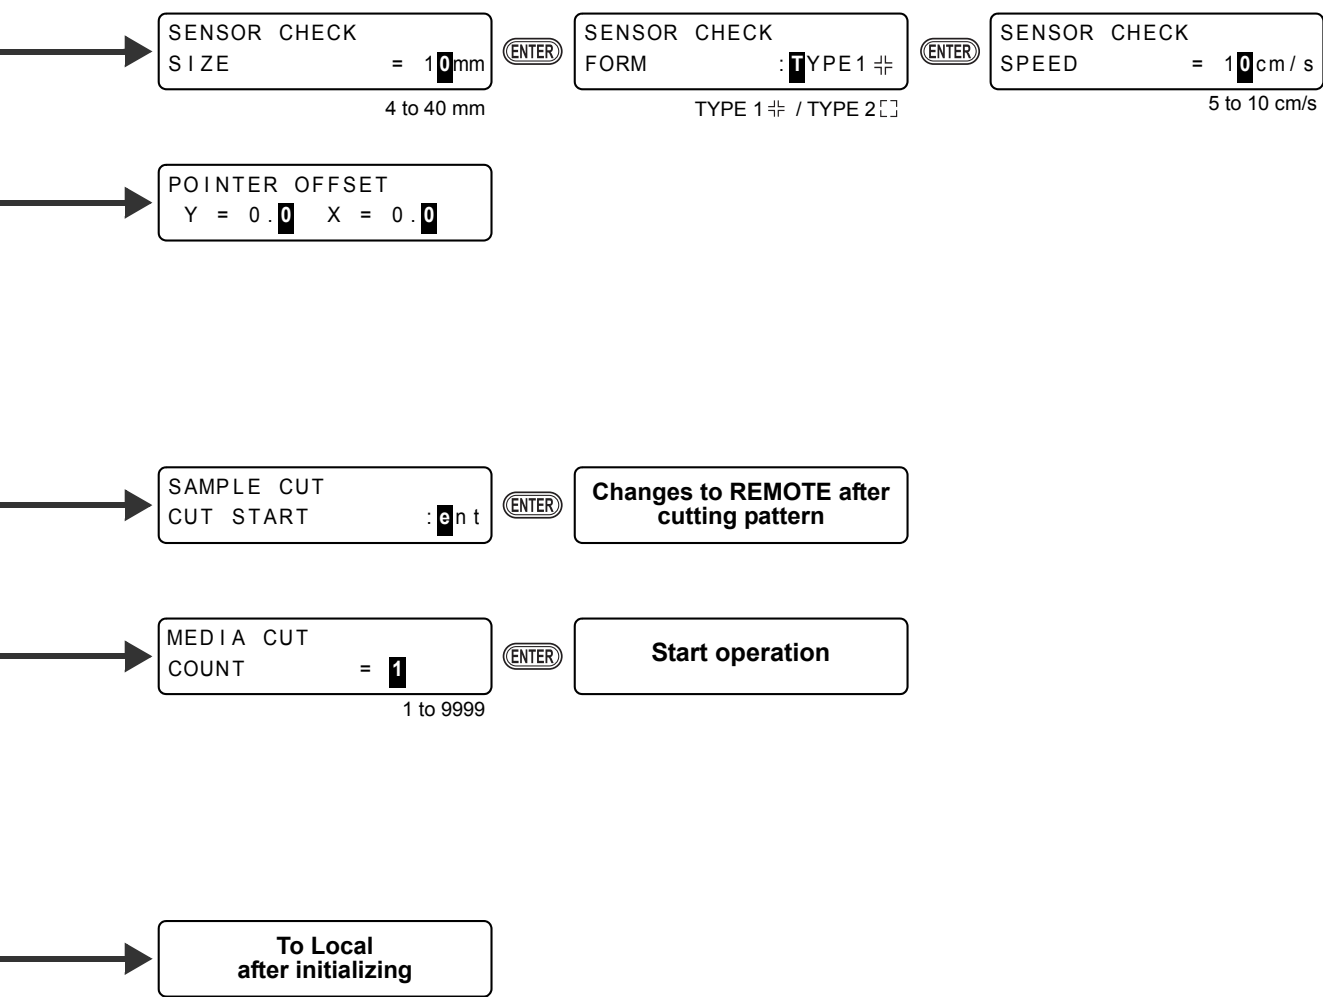 SENSOR CHECK
SIZE = 10mm
ENTER
SENSOR CHECK
FORM :TYPE1
ENTER
SENSOR CHECK
SPEED = 10cm/s
4 to 40 mm
TYPE 1 / TYPE 2
5 to 10 cm/s
POINTER OFFSET
Y = 0.0 X = 0.0
SAMPLE CUT
CUT START :ent
ENTER
Changes to REMOTE after
cutting pattern
MEDIA CUT
COUNT = 1
ENTER
Start operation
1 to 9999
To Local
after initializing